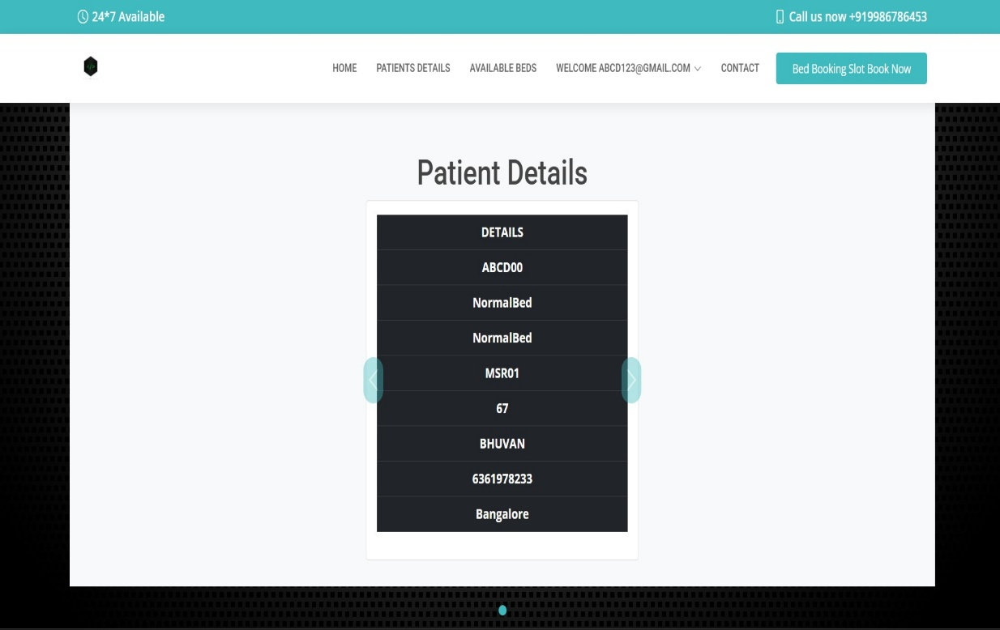 24*7 Available
Call us now +919986786453
</>
HOME PATIENTS DETAILS AVAILABLE BEDS WELCOME ABCD123@GMAIL.COM CONTACT Bed Booking Slot Book Now
Patient Details
DETAILS
ABCD00
NormalBed
NormalBed
MSR01
67
BHUVAN
6361978233
Bangalore